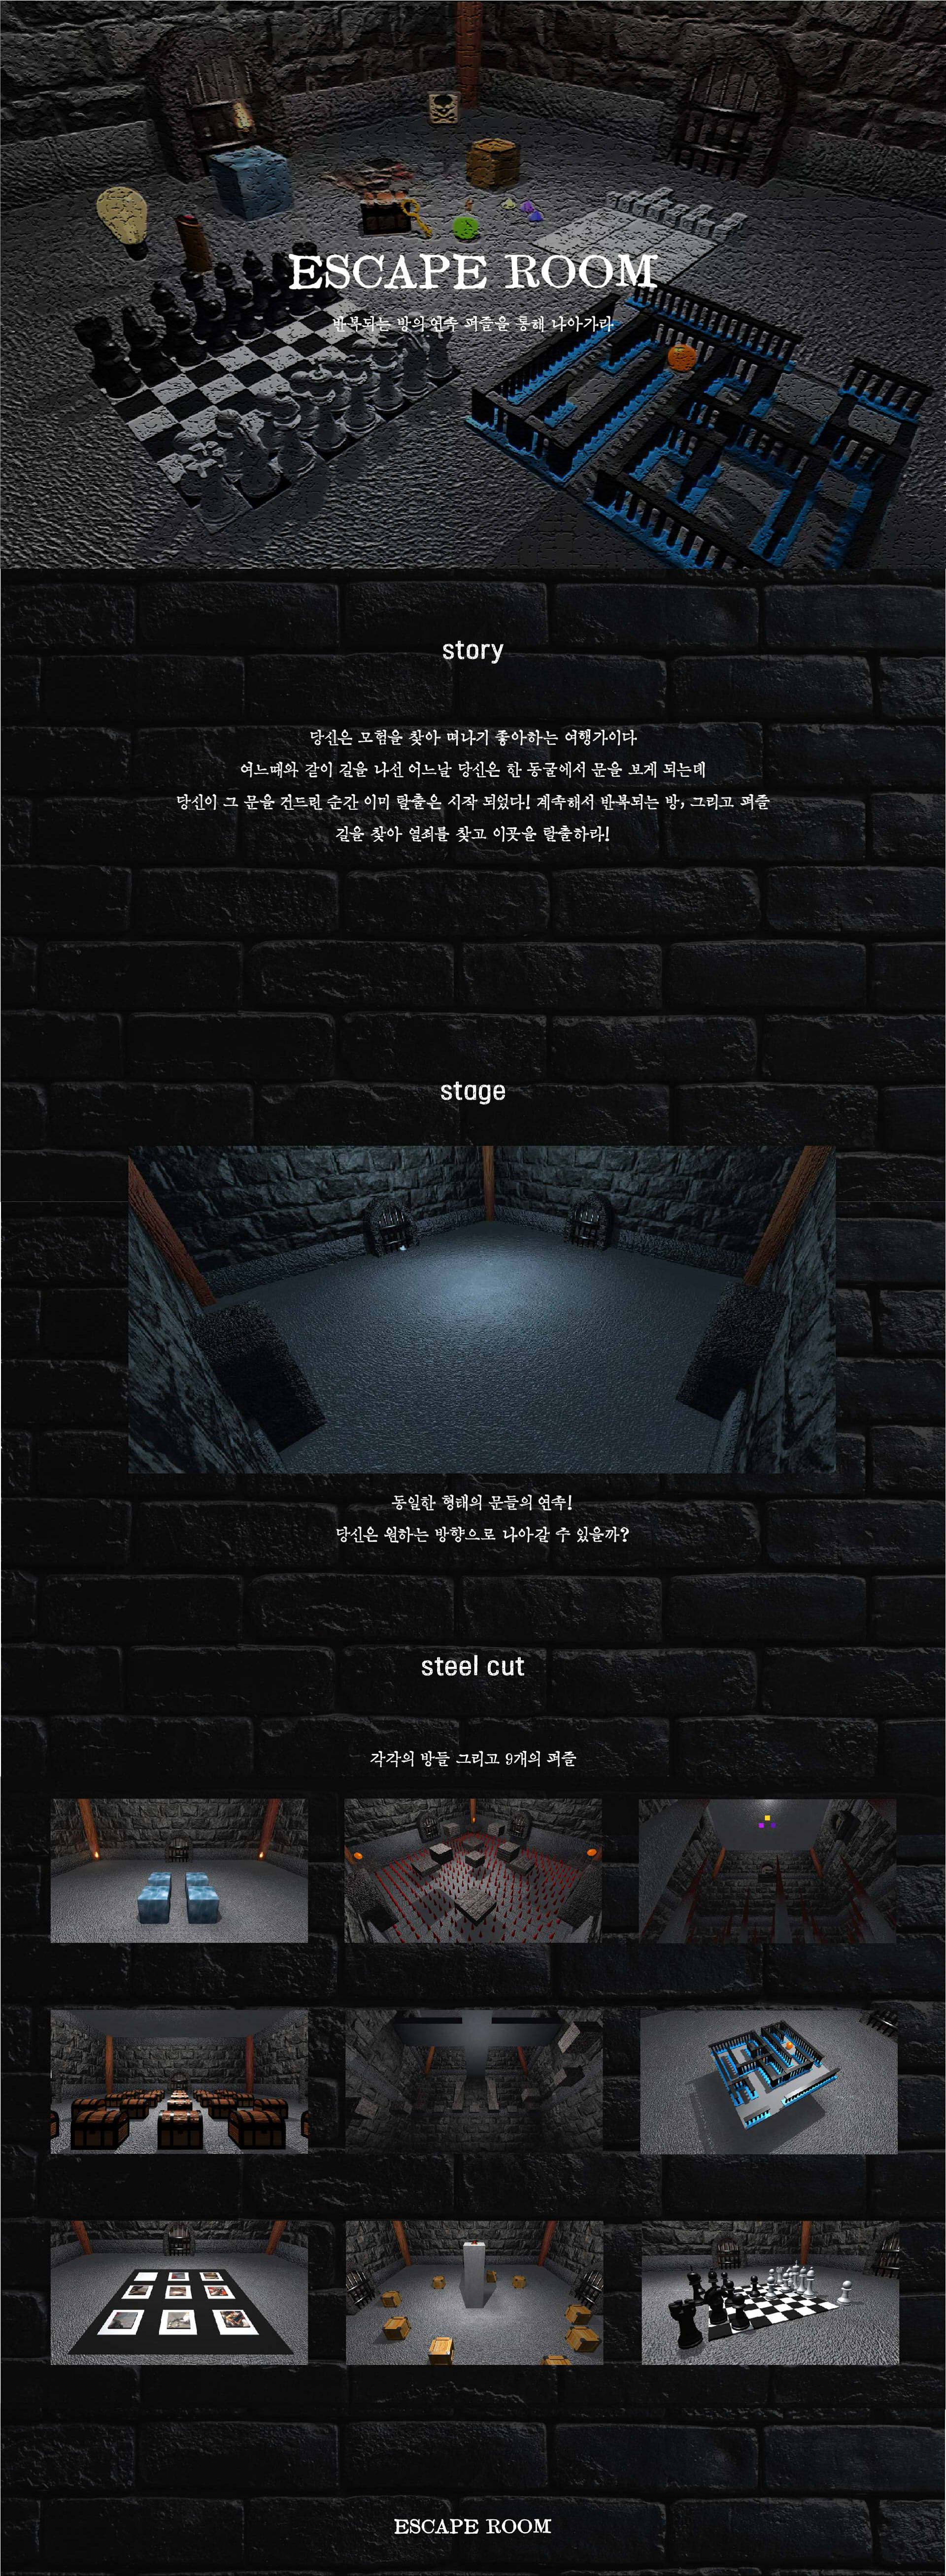 ESCAPE ROOM
반복되는 방의 연속 퍼즐을 통해 나아가라
story
당신은 모험을 찾아 떠나기 좋아하는 여행가이다
여느때와 같이 길을 나선 어느날 당신은 한 동굴에서 문을 보게 되는데
당신이 그 문을 건드린 순간 이미 탈출은 시작 되었다! 계속해서 반복되는 방, 그리고 퍼즐
길을 찾아 열쇠를 찾고 이곳을 탈출하라!
stage
동일한 형태의 문들의 연속!
당신은 원하는 방향으로 나아갈 수 있을까?
steel cut
각각의 방들 그리고 9개의 퍼즐
ESCAPE ROOM